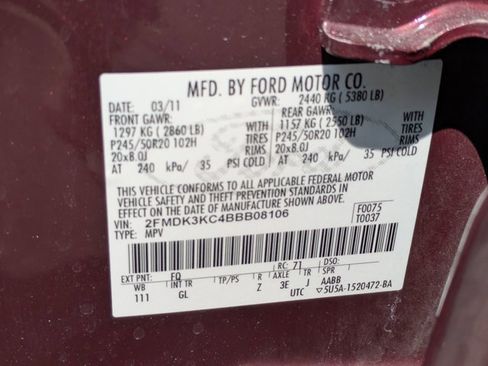 MFD. BY FORD MOTOR CO.
DATE: 03/11 GVWR: 2440 KG ( 5380 LB)
FRONT GAWR: REAR GAWR:
1297 KG ( 2860 LB) 1157 KG ( 2550 LB)
P245/50R20 102H TIRES P245/50R20 102H TIRES
20x8.0J RIMS 20x8.0J RIMS
AT 240 kPa/ 35 PSI COLD AT 240 kPa/ 35 PSI COLD
THIS VEHICLE CONFORMS TO ALL APPLICABLE FEDERAL MOTOR
VEHICLE SAFETY AND THEFT PREVENTION STANDARDS IN
EFFECT ON THE DATE OF MANUFACTURE SHOWN ABOVE.
VIN: 2FMDK3KC4BBB08106 F0075
TYPE: MPV T0037
EXT PNT: FQ RC: 71 DSO:
WB INT TR TP/PS R AXLE TR SPR
111 GL Z 3E J AABB
UTC ▽5U5A-1520472-BA